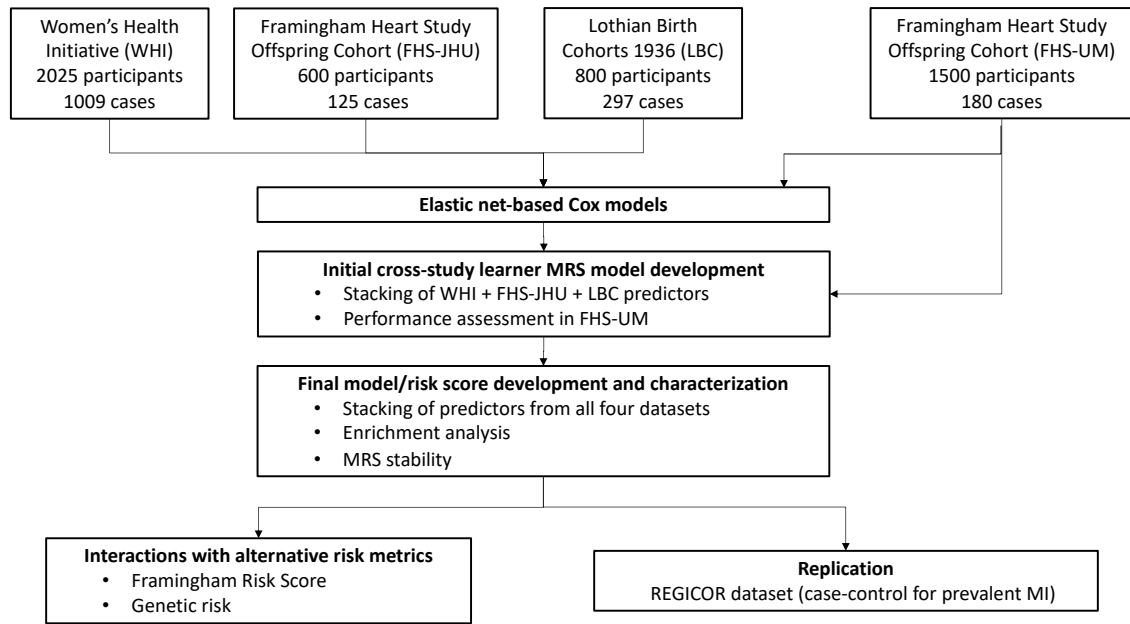 Women's Health
Initiative (WHI)
2025 participants
1009 cases
Framingham Heart Study
Offspring Cohort (FHS-JHU)
600 participants
125 cases
Lothian Birth
Cohorts 1936 (LBC)
800 participants
297 cases
Framingham Heart Study
Offspring Cohort (FHS-UM)
1500 participants
180 cases
Elastic net-based Cox models
Initial cross-study learner MRS model development
• Stacking of WHI + FHS-JHU + LBC predictors
• Performance assessment in FHS-UM
Final model/risk score development and characterization
• Stacking of predictors from all four datasets
• Enrichment analysis
• MRS stability
Interactions with alternative risk metrics
• Framingham Risk Score
• Genetic risk
Replication
REGICOR dataset (case-control for prevalent MI)